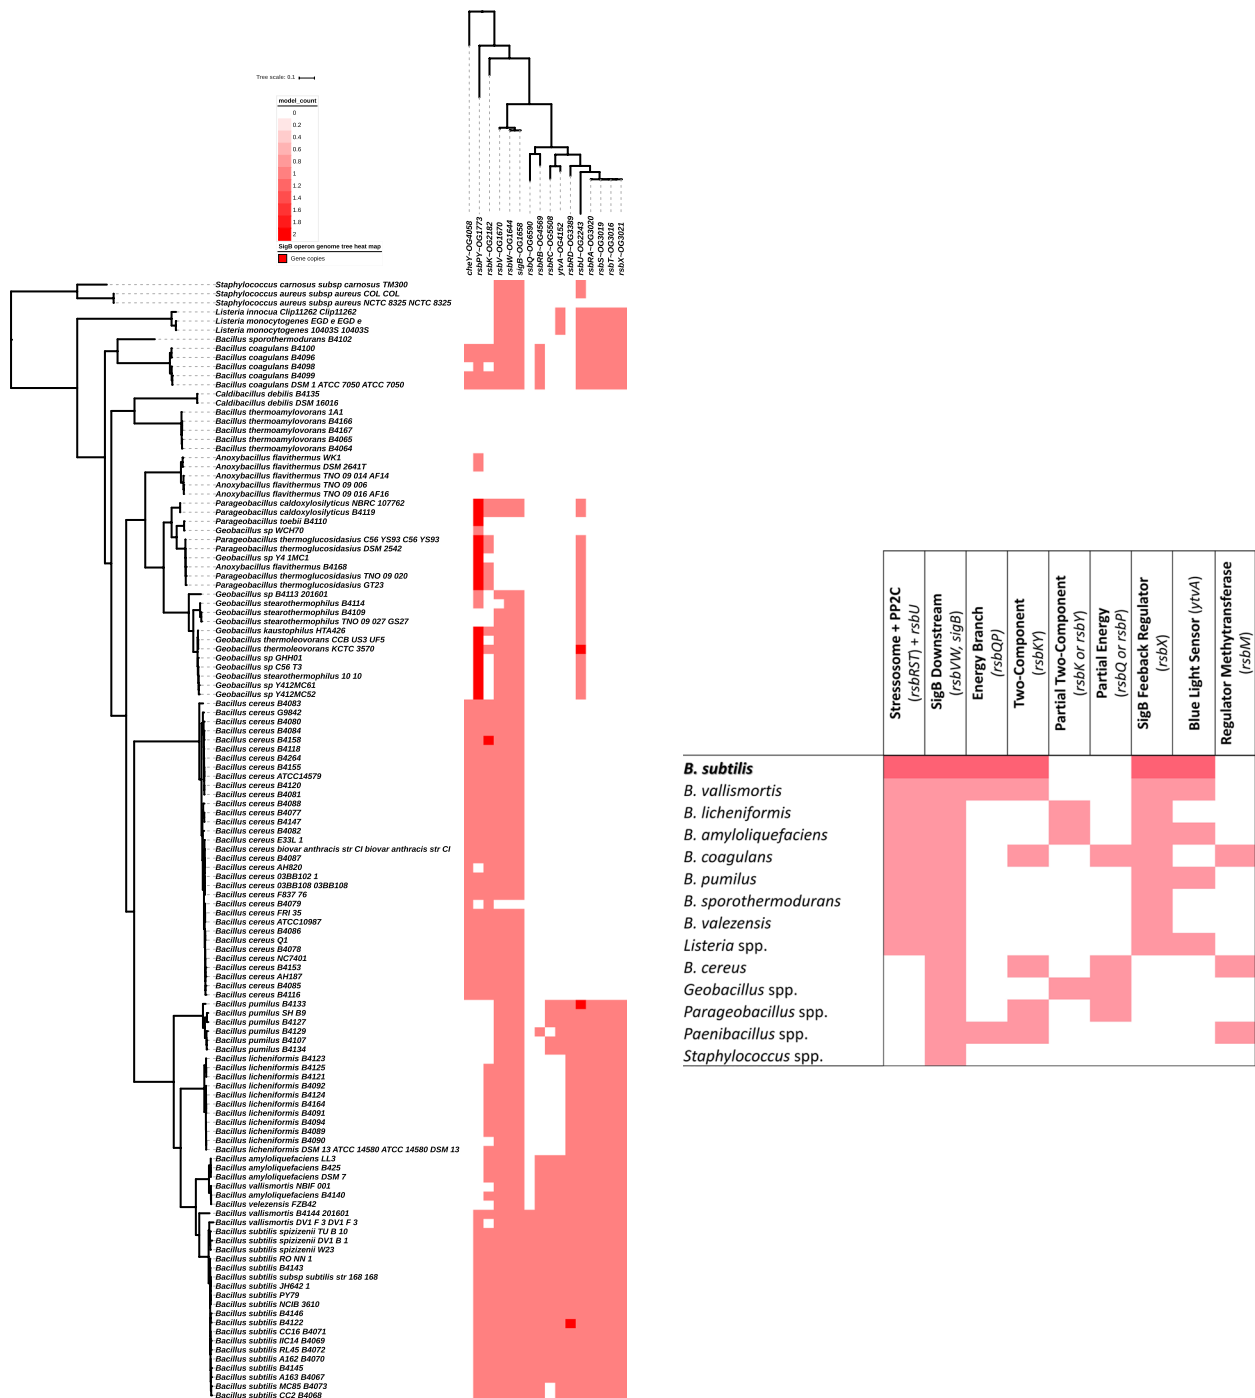 Tree scale: 0.1
model_count
0
0.2
0.4
0.6
0.8
1
1.2
1.4
1.6
1.8
2
SigB operon genome tree heat map
Gene copies
cheY~OG4058
rsbPY~OG1773
rsbK~OG2182
rsbV~OG1670
rsbW~OG1644
sigB~OG1658
rsbQ~OG6590
rsbRB~OG4569
rsbRC~OG5508
ytvA~OG4152
rsbRD~OG3389
rsbU~OG2243
rsbRA~OG3020
rsbS~OG3019
rsbT~OG3016
rsbX~OG3021
Staphylococcus carnosus subsp carnosus TM300
Staphylococcus aureus subsp aureus COL COL
Staphylococcus aureus subsp aureus NCTC 8325 NCTC 8325
Listeria innocua Clip11262 Clip11262
Listeria monocytogenes EGD e EGD e
Listeria monocytogenes 10403S 10403S
Bacillus sporothermodurans B4102
Bacillus coagulans B4100
Bacillus coagulans B4096
Bacillus coagulans B4098
Bacillus coagulans B4099
Bacillus coagulans DSM 1 ATCC 7050 ATCC 7050
Caldibacillus debilis B4135
Caldibacillus debilis DSM 16016
Bacillus thermoamylovorans 1A1
Bacillus thermoamylovorans B4166
Bacillus thermoamylovorans B4167
Bacillus thermoamylovorans B4065
Bacillus thermoamylovorans B4064
Anoxybacillus flavithermus WK1
Anoxybacillus flavithermus DSM 2641T
Anoxybacillus flavithermus TNO 09 014 AF14
Anoxybacillus flavithermus TNO 09 006
Anoxybacillus flavithermus TNO 09 016 AF16
Parageobacillus caldoxylosilyticus NBRC 107762
Parageobacillus caldoxylosilyticus B4119
Parageobacillus toebii B4110
Geobacillus sp WCH70
Parageobacillus thermoglucosidasius C56 YS93 C56 YS93
Parageobacillus thermoglucosidasius DSM 2542
Geobacillus sp Y4 1MC1
Anoxybacillus flavithermus B4168
Parageobacillus thermoglucosidasius TNO 09 020
Parageobacillus thermoglucosidasius GT23
Geobacillus sp B4113 201601
Geobacillus stearothermophilus B4114
Geobacillus stearothermophilus B4109
Geobacillus stearothermophilus TNO 09 027 GS27
Geobacillus kaustophilus HTA426
Geobacillus thermoleovorans CCB US3 UF5
Geobacillus thermoleovorans KCTC 3570
Geobacillus sp GHH01
Geobacillus sp C56 T3
Geobacillus stearothermophilus 10 10
Geobacillus sp Y412MC61
Geobacillus sp Y412MC52
Bacillus cereus B4083
Bacillus cereus G9842
Bacillus cereus B4080
Bacillus cereus B4084
Bacillus cereus B4158
Bacillus cereus B4118
Bacillus cereus B4264
Bacillus cereus B4155
Bacillus cereus ATCC14579
Bacillus cereus B4120
Bacillus cereus B4081
Bacillus cereus B4088
Bacillus cereus B4077
Bacillus cereus B4147
Bacillus cereus B4082
Bacillus cereus E33L 1
Bacillus cereus biovar anthracis str CI biovar anthracis str CI
Bacillus cereus B4087
Bacillus cereus AH820
Bacillus cereus 03BB102 1
Bacillus cereus 03BB108 03BB108
Bacillus cereus F837 76
Bacillus cereus B4079
Bacillus cereus FRI 35
Bacillus cereus ATCC10987
Bacillus cereus B4086
Bacillus cereus Q1
Bacillus cereus B4078
Bacillus cereus NC7401
Bacillus cereus B4153
Bacillus cereus AH187
Bacillus cereus B4085
Bacillus cereus B4116
Bacillus pumilus B4133
Bacillus pumilus SH B9
Bacillus pumilus B4127
Bacillus pumilus B4129
Bacillus pumilus B4107
Bacillus pumilus B4134
Bacillus licheniformis B4123
Bacillus licheniformis B4125
Bacillus licheniformis B4121
Bacillus licheniformis B4092
Bacillus licheniformis B4124
Bacillus licheniformis B4164
Bacillus licheniformis B4091
Bacillus licheniformis B4094
Bacillus licheniformis B4089
Bacillus licheniformis B4090
Bacillus licheniformis DSM 13 ATCC 14580 ATCC 14580 DSM 13
Bacillus amyloliquefaciens LL3
Bacillus amyloliquefaciens B425
Bacillus amyloliquefaciens DSM 7
Bacillus vallismortis NBIF 001
Bacillus amyloliquefaciens B4140
Bacillus velezensis FZB42
Bacillus vallismortis B4144 201601
Bacillus vallismortis DV1 F 3 DV1 F 3
Bacillus subtilis spizizenii TU B 10
Bacillus subtilis spizizenii DV1 B 1
Bacillus subtilis spizizenii W23
Bacillus subtilis RO NN 1
Bacillus subtilis B4143
Bacillus subtilis subsp subtilis str 168 168
Bacillus subtilis JH642 1
Bacillus subtilis PY79
Bacillus subtilis NCIB 3610
Bacillus subtilis B4146
Bacillus subtilis B4122
Bacillus subtilis CC16 B4071
Bacillus subtilis IIC14 B4069
Bacillus subtilis RL45 B4072
Bacillus subtilis A162 B4070
Bacillus subtilis B4145
Bacillus subtilis A163 B4067
Bacillus subtilis MC85 B4073
Bacillus subtilis CC2 B4068
Stressosome + PP2C
(rsbRST) + rsbU
SigB Downstream
(rsbVW, sigB)
Energy Branch
(rsbQP)
Two-Component
(rsbKY)
Partial Two-Component
(rsbK or rsbY)
Partial Energy
(rsbQ or rsbP)
SigB Feeback Regulator
(rsbX)
Blue Light Sensor (ytvA)
Regulator Methytransferase
(rsbM)
B. subtilis
B. vallismortis
B. licheniformis
B. amyloliquefaciens
B. coagulans
B. pumilus
B. sporothermodurans
B. valezensis
Listeria spp.
B. cereus
Geobacillus spp.
Parageobacillus spp.
Paenibacillus spp.
Staphylococcus spp.